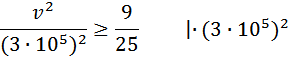 v²/(3 · 10⁵)² ≥ 9/25 |· (3 · 10⁵)²